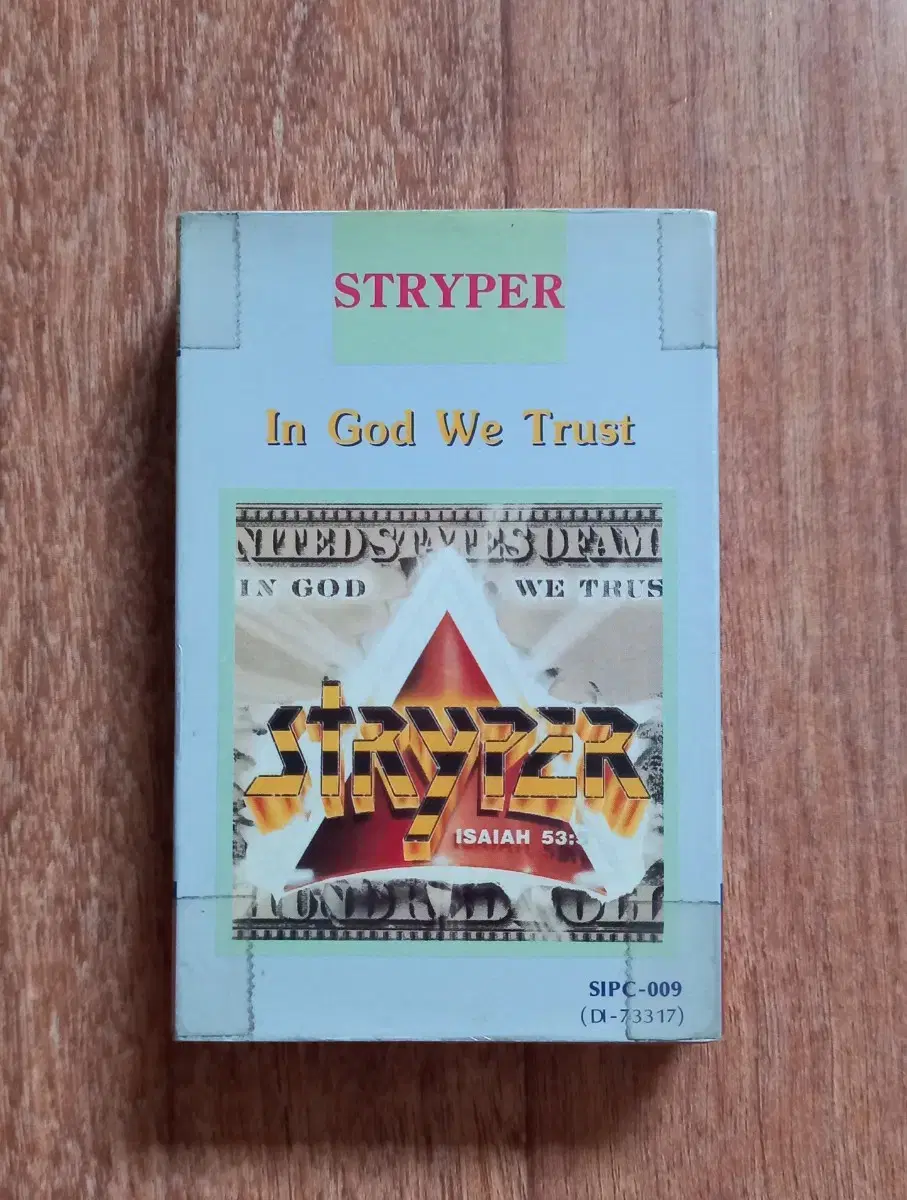 STRYPER
In God We Trust
NITED STATES OF AM
IN GOD WE TRUS
STRYPER
ISAIAH 53:
SIPC-009
(DI-73317)